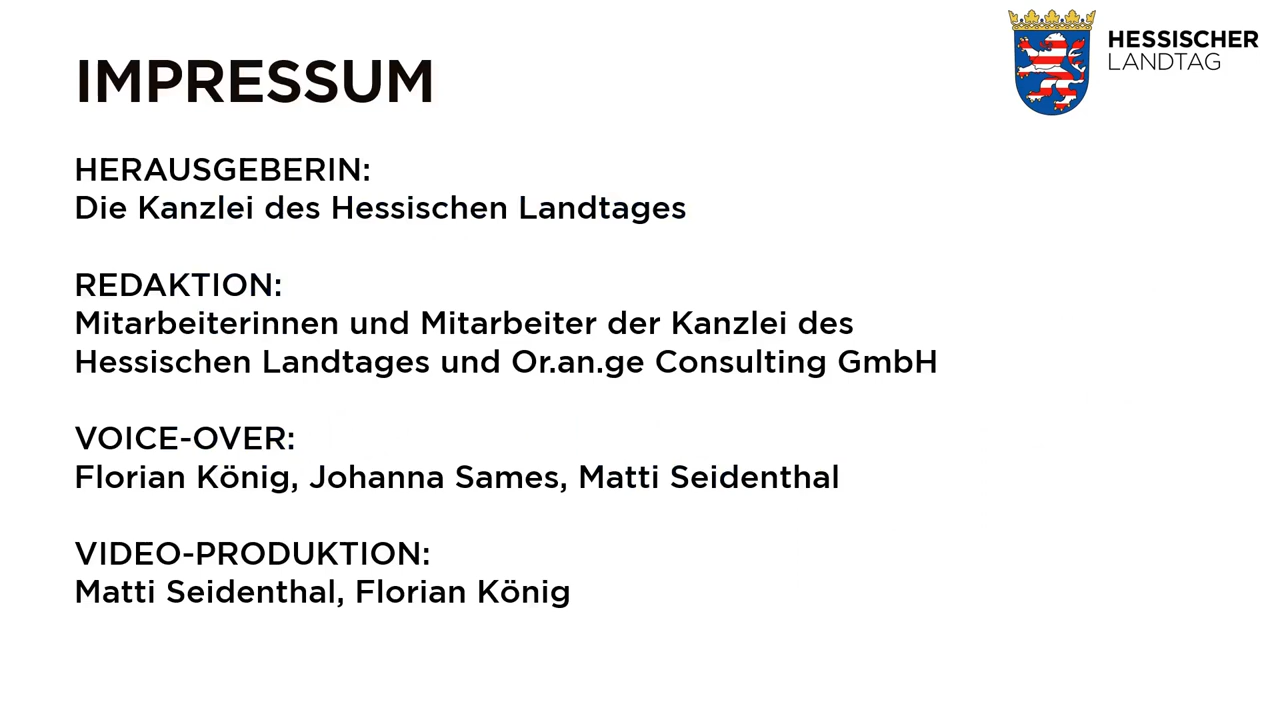 HESSISCHER
LANDTAG
IMPRESSUM
HERAUSGEBERIN:
Die Kanzlei des Hessischen Landtages
REDAKTION:
Mitarbeiterinnen und Mitarbeiter der Kanzlei des
Hessischen Landtages und Or.an.ge Consulting GmbH
VOICE-OVER:
Florian König, Johanna Sames, Matti Seidenthal
VIDEO-PRODUKTION:
Matti Seidenthal, Florian König